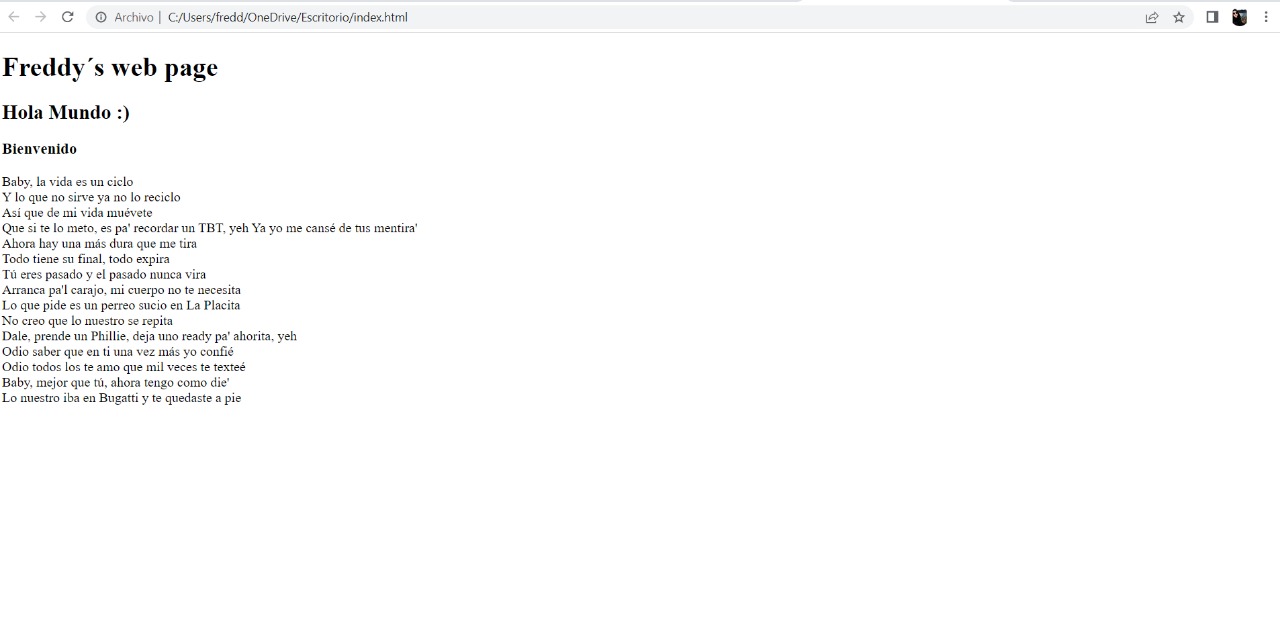 Archivo | C:/Users/fredd/OneDrive/Escritorio/index.html
Freddy´s web page
Hola Mundo :)
Bienvenido
Baby, la vida es un ciclo
Y lo que no sirve ya no lo reciclo
Así que de mi vida muévete
Que si te lo meto, es pa' recordar un TBT, yeh Ya yo me cansé de tus mentira'
Ahora hay una más dura que me tira
Todo tiene su final, todo expira
Tú eres pasado y el pasado nunca vira
Arranca pa'l carajo, mi cuerpo no te necesita
Lo que pide es un perreo sucio en La Placita
No creo que lo nuestro se repita
Dale, prende un Phillie, deja uno ready pa' ahorita, yeh
Odio saber que en ti una vez más yo confié
Odio todos los te amo que mil veces te texteé
Baby, mejor que tú, ahora tengo como die'
Lo nuestro iba en Bugatti y te quedaste a pie